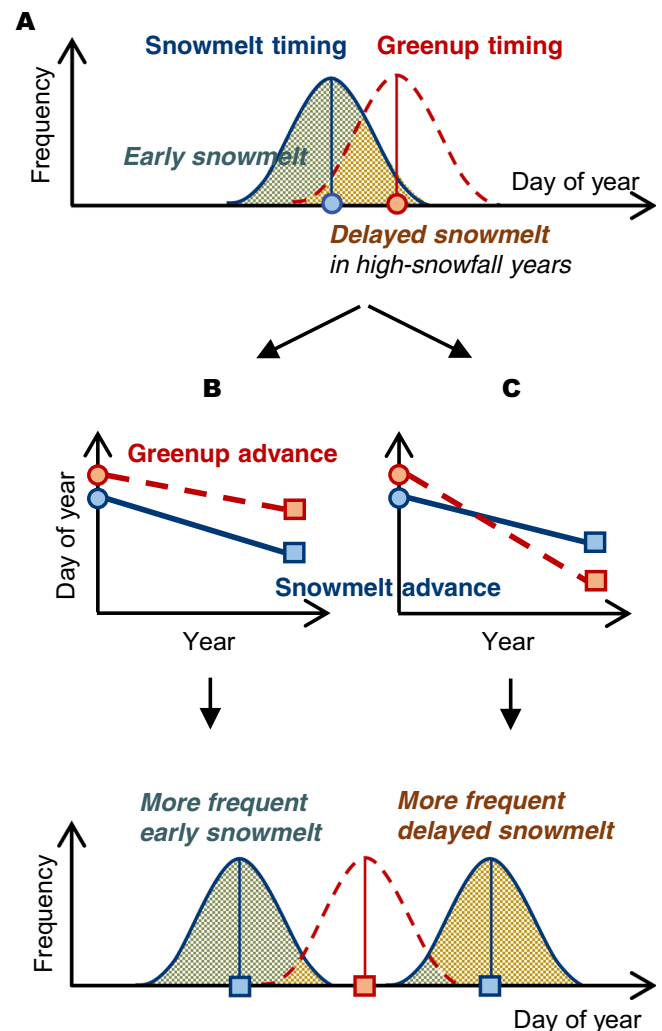 A
Snowmelt timing
Greenup timing
Frequency
Early snowmelt
Day of year
Delayed snowmelt
in high-snowfall years
B
C
Greenup advance
Day of year
Snowmelt advance
Year
Year
More frequent
early snowmelt
More frequent
delayed snowmelt
Frequency
Day of year